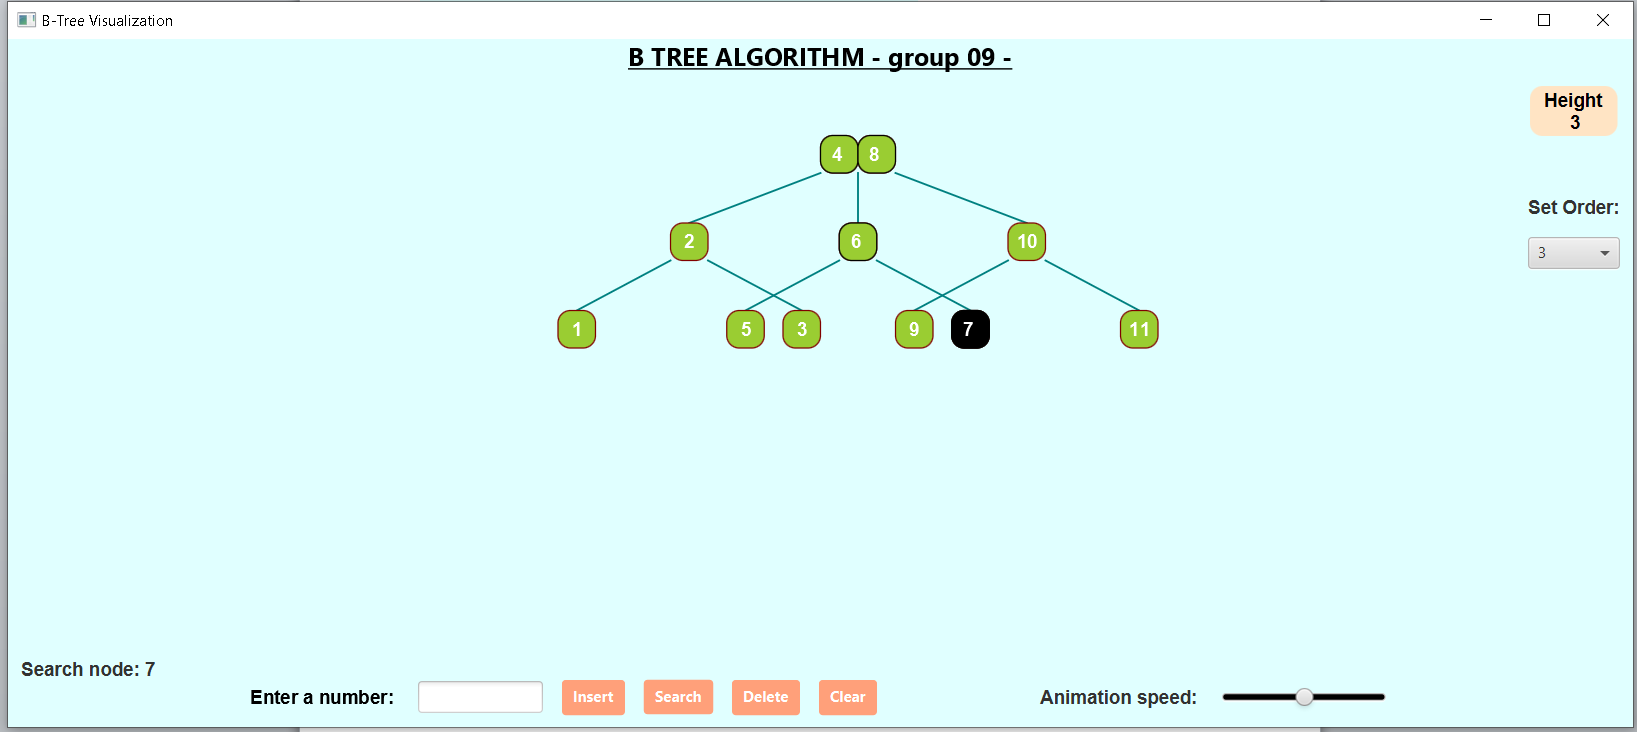 B-Tree Visualization
B TREE ALGORITHM - group 09 -
Height
3
4 8
Set Order:
2 6 10
3
1 5 3 9 7 11
Search node: 7
Enter a number: Insert Search Delete Clear Animation speed: